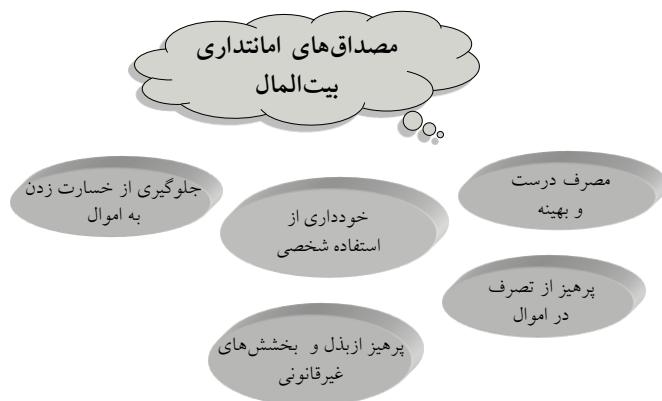 مصداق‌های امانتداری
بیت‌المال
مصرف درست
و بهینه
خودداری از
استفاده شخصی
جلوگیری از خسارت زدن
به اموال
پرهیز از تصرف
در اموال
پرهیز ازبذل و بخشش‌های
غیرقانونی